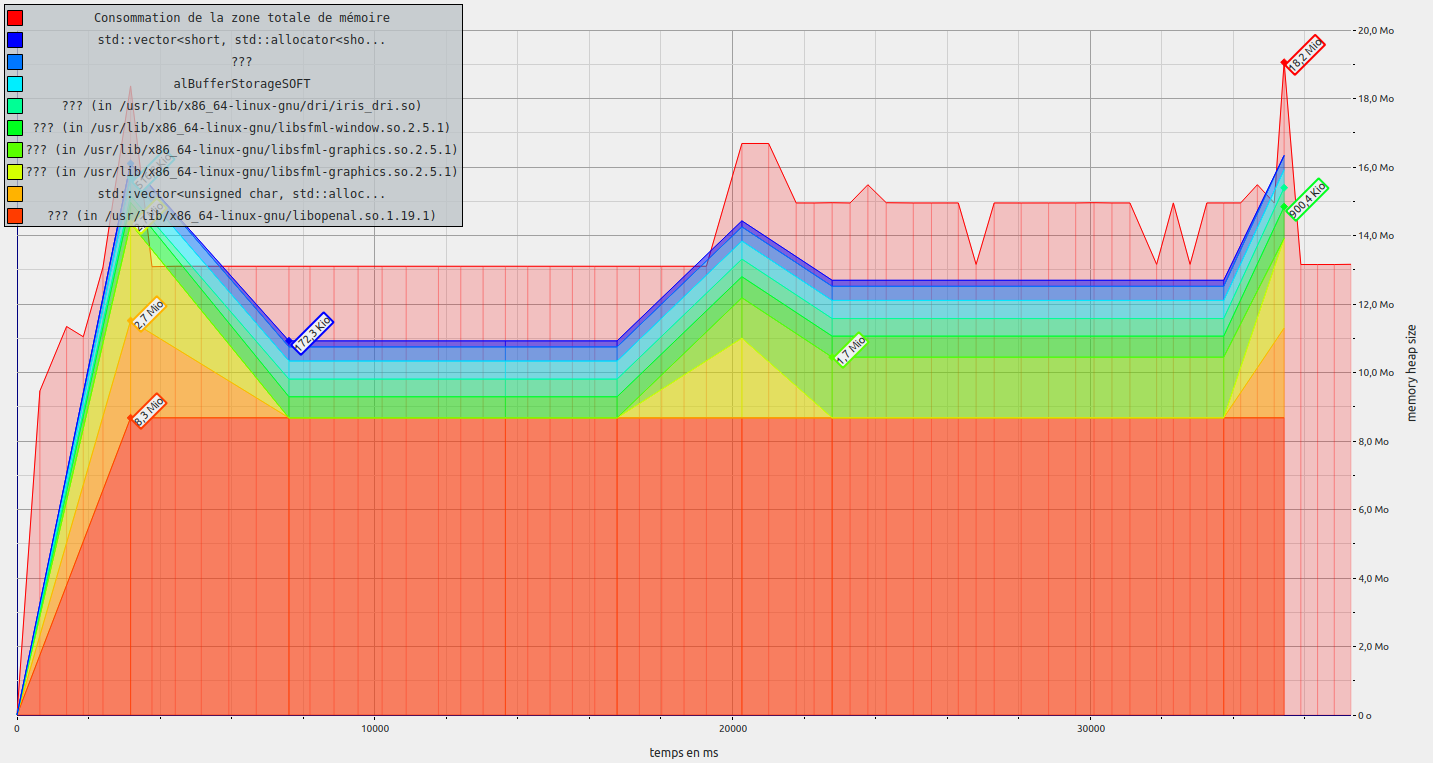 Consommation de la zone totale de mémoire
std::vector<short, std::allocator<sho...
???
alBufferStorageSOFT
??? (in /usr/lib/x86_64-linux-gnu/dri/iris_dri.so)
??? (in /usr/lib/x86_64-linux-gnu/libsfml-window.so.2.5.1)
??? (in /usr/lib/x86_64-linux-gnu/libsfml-graphics.so.2.5.1)
??? (in /usr/lib/x86_64-linux-gnu/libsfml-graphics.so.2.5.1)
std::vector<unsigned char, std::alloc...
??? (in /usr/lib/x86_64-linux-gnu/libopenal.so.1.19.1)
18,2 Mio
900,4 Kio
2,7 Mio
172,3 Kio
1,7 Mio
8,3 Mio
20,0 Mo
18,0 Mo
16,0 Mo
14,0 Mo
12,0 Mo
10,0 Mo
8,0 Mo
6,0 Mo
4,0 Mo
2,0 Mo
0 o
memory heap size
0
10000
20000
30000
temps en ms